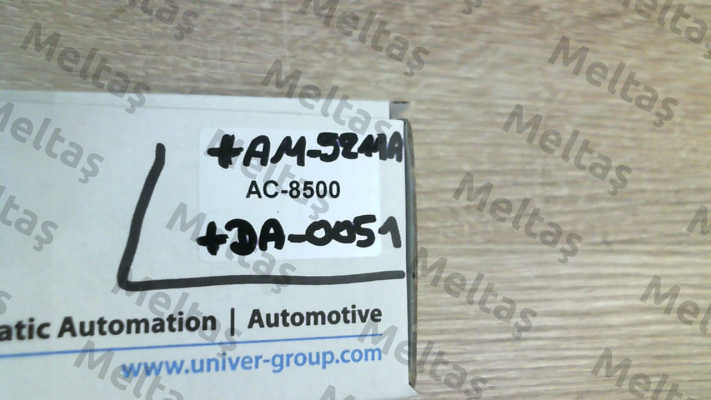 +AM-5211A
AC-8500
+DA-0051
atic Automation | Automotive
www.univer-group.com
Meltaş